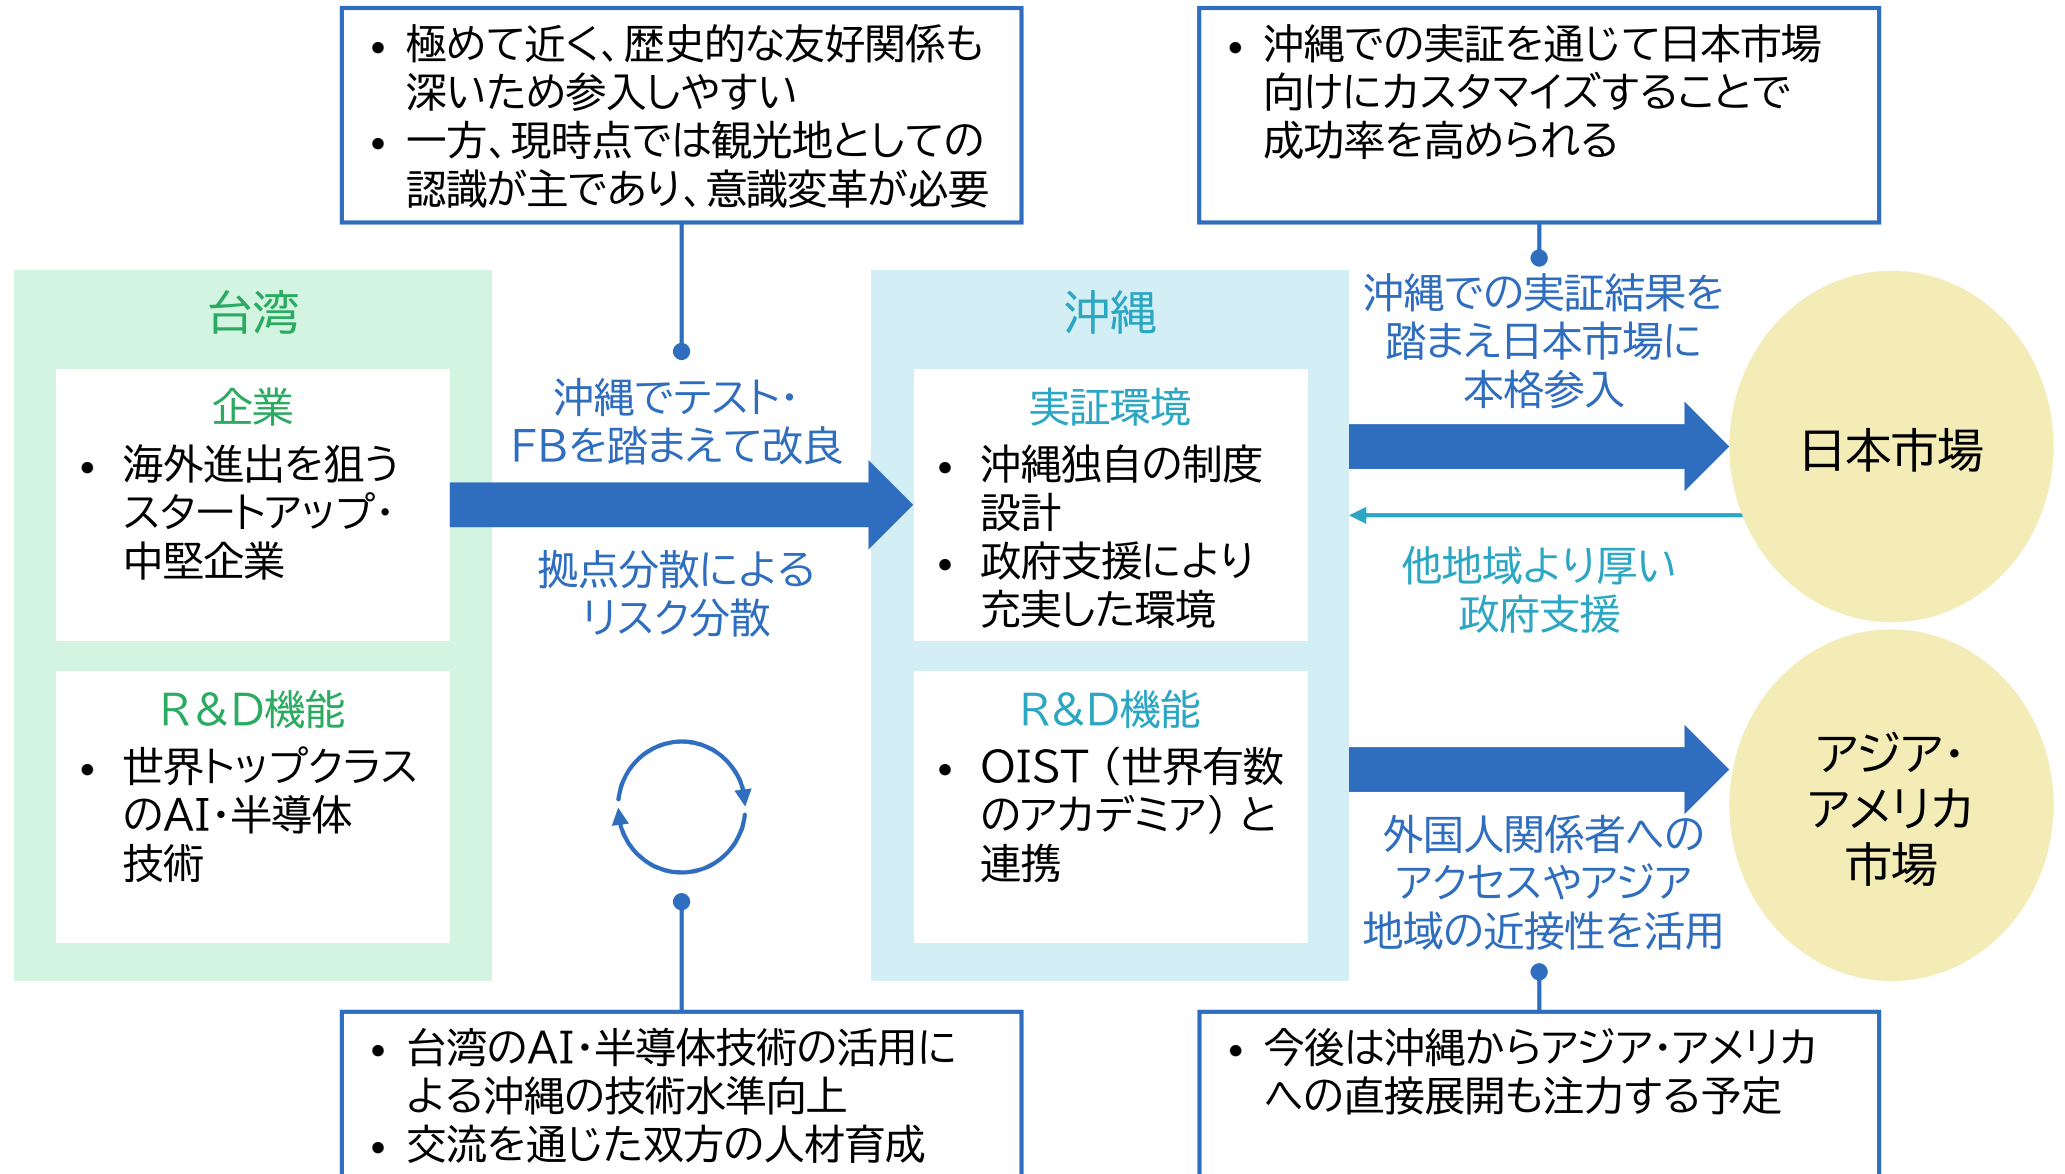 • 極めて近く、歴史的な友好関係も
深いため参入しやすい
• 一方、現時点では観光地としての
認識が主であり、意識変革が必要
• 沖縄での実証を通じて日本市場
向けにカスタマイズすることで
成功率を高められる
台湾
企業
• 海外進出を狙う
スタートアップ・
中堅企業
R&D機能
• 世界トップクラス
のAI・半導体
技術
沖縄でテスト・
FBを踏まえて改良
拠点分散による
リスク分散
沖縄
実証環境
• 沖縄独自の制度
設計
• 政府支援により
充実した環境
R&D機能
• OIST（世界有数
のアカデミア）と
連携
沖縄での実証結果を
踏まえ日本市場に
本格参入
他地域より厚い
政府支援
外国人関係者への
アクセスやアジア
地域の近接性を活用
日本市場
アジア・
アメリカ
市場
• 台湾のAI・半導体技術の活用に
よる沖縄の技術水準向上
• 交流を通じた双方の人材育成
• 今後は沖縄からアジア・アメリカ
への直接展開も注力する予定